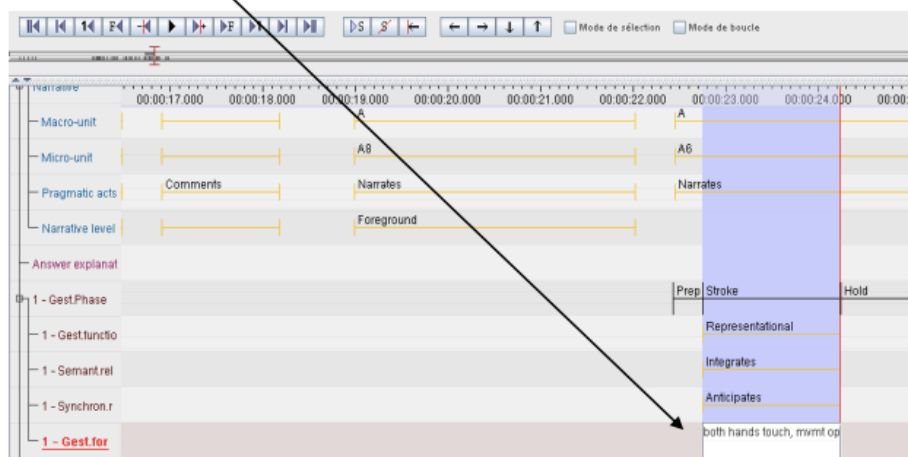 1 F F S S Mode de sélection Mode de boucle
Narrative
00:00:17.000 00:00:18.000 00:00:19.000 00:00:20.000 00:00:21.000 00:00:22.000 00:00:23.000 00:00:24.000 00:00
Macro-unit A A
Micro-unit A8 A6
Pragmatic acts Comments Narrates Narrates
Narrative level Foreground
Answer explanat
1 - Gest.Phase Prep Stroke Hold
1 - Gest.functio Representational
1 - Semant.rel Integrates
1 - Synchron.r Anticipates
1 - Gest.for both hands touch, mvmt op